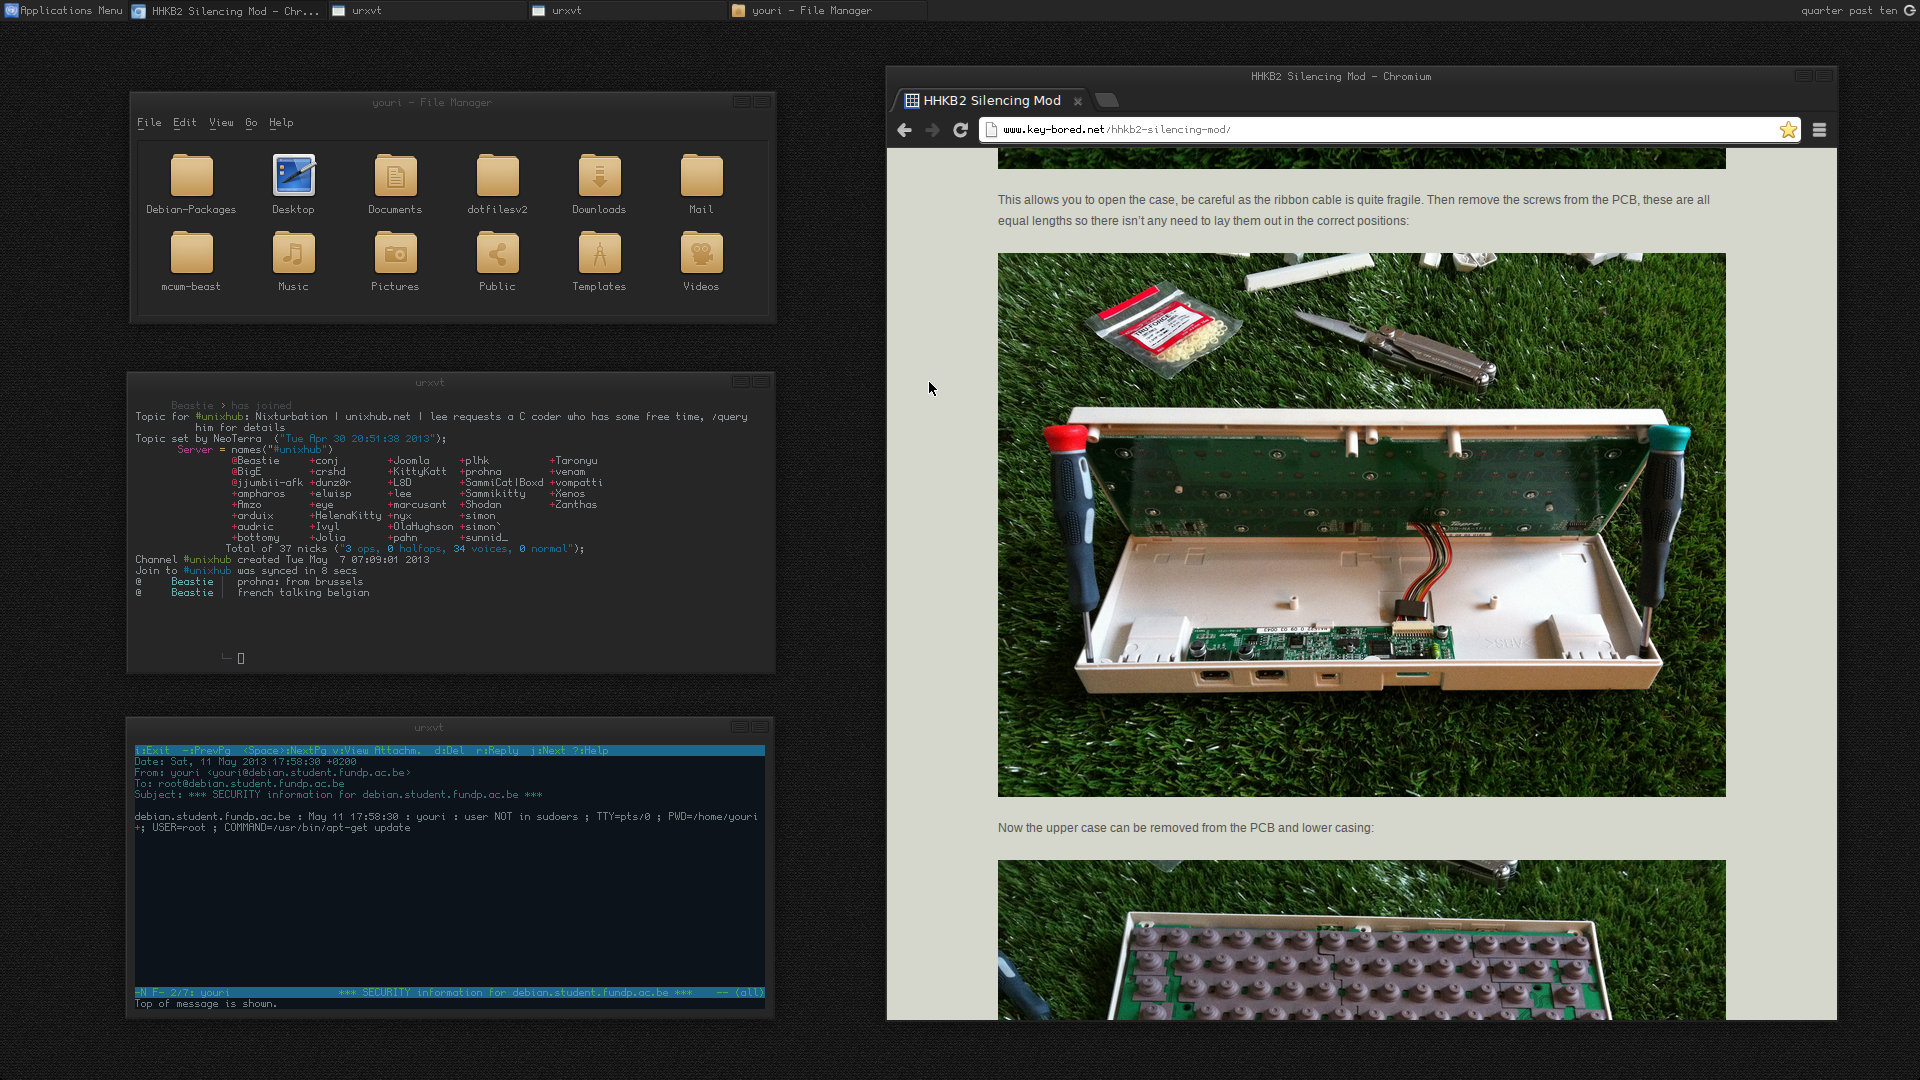 Applications Menu
HHKB2 Silencing Mod - Chr...
urxvt
urxvt
youri - File Manager
quarter past ten
youri - File Manager
File Edit View Go Help
Debian-Packages Desktop Documents dotfilesv2 Downloads Mail
mcwm-beast Music Pictures Public Templates Videos
urxvt
Beastie > has joined
Topic for #unixhub: Nixturbation | unixhub.net | lee requests a C coder who has some free time, /query
him for details
Topic set by NeoTerra ("Tue Apr 30 20:51:38 2013");
Server = names("#unixhub")
@Beastie +conj +Joomla +plhk +Taronyu
@BigE +crshd +KittyKatt +prohna +venam
@jjumbii-afk +dunz0r +L8D +SammiCat|Boxd +vompatti
+ampharos +elwisp +lee +Sammikitty +Xenos
+Amzo +eye +marcusant +Shodan +Zanthas
+arduix +HelenaKitty +nyx +simon
+audric +Ivyl +OlaHughson +simon`
+bottomy +Jolia +pahn +sunnid_
Total of 37 nicks ("3 ops, 0 halfops, 34 voices, 0 normal");
Channel #unixhub created Tue May 7 07:09:01 2013
Join to #unixhub was synced in 8 secs
@ Beastie | prohna: from brussels
@ Beastie | french talking belgian
urxvt
i:Exit -:PrevPg <Space>:NextPg v:View Attachm. d:Del r:Reply j:Next ?:Help
Date: Sat, 11 May 2013 17:58:30 +0200
From: youri <youri@debian.student.fundp.ac.be>
To: root@debian.student.fundp.ac.be
Subject: *** SECURITY information for debian.student.fundp.ac.be ***
debian.student.fundp.ac.be : May 11 17:58:30 : youri : user NOT in sudoers ; TTY=pts/0 ; PWD=/home/youri
+; USER=root ; COMMAND=/usr/bin/apt-get update
-N F- 2/7: youri *** SECURITY information for debian.student.fundp.ac.be *** -- (all)
Top of message is shown.
HHKB2 Silencing Mod - Chromium
HHKB2 Silencing Mod
www.key-bored.net/hhkb2-silencing-mod/
This allows you to open the case, be careful as the ribbon cable is quite fragile. Then remove the screws from the PCB, these are all
equal lengths so there isn't any need to lay them out in the correct positions:
Topre
Now the upper case can be removed from the PCB and lower casing: